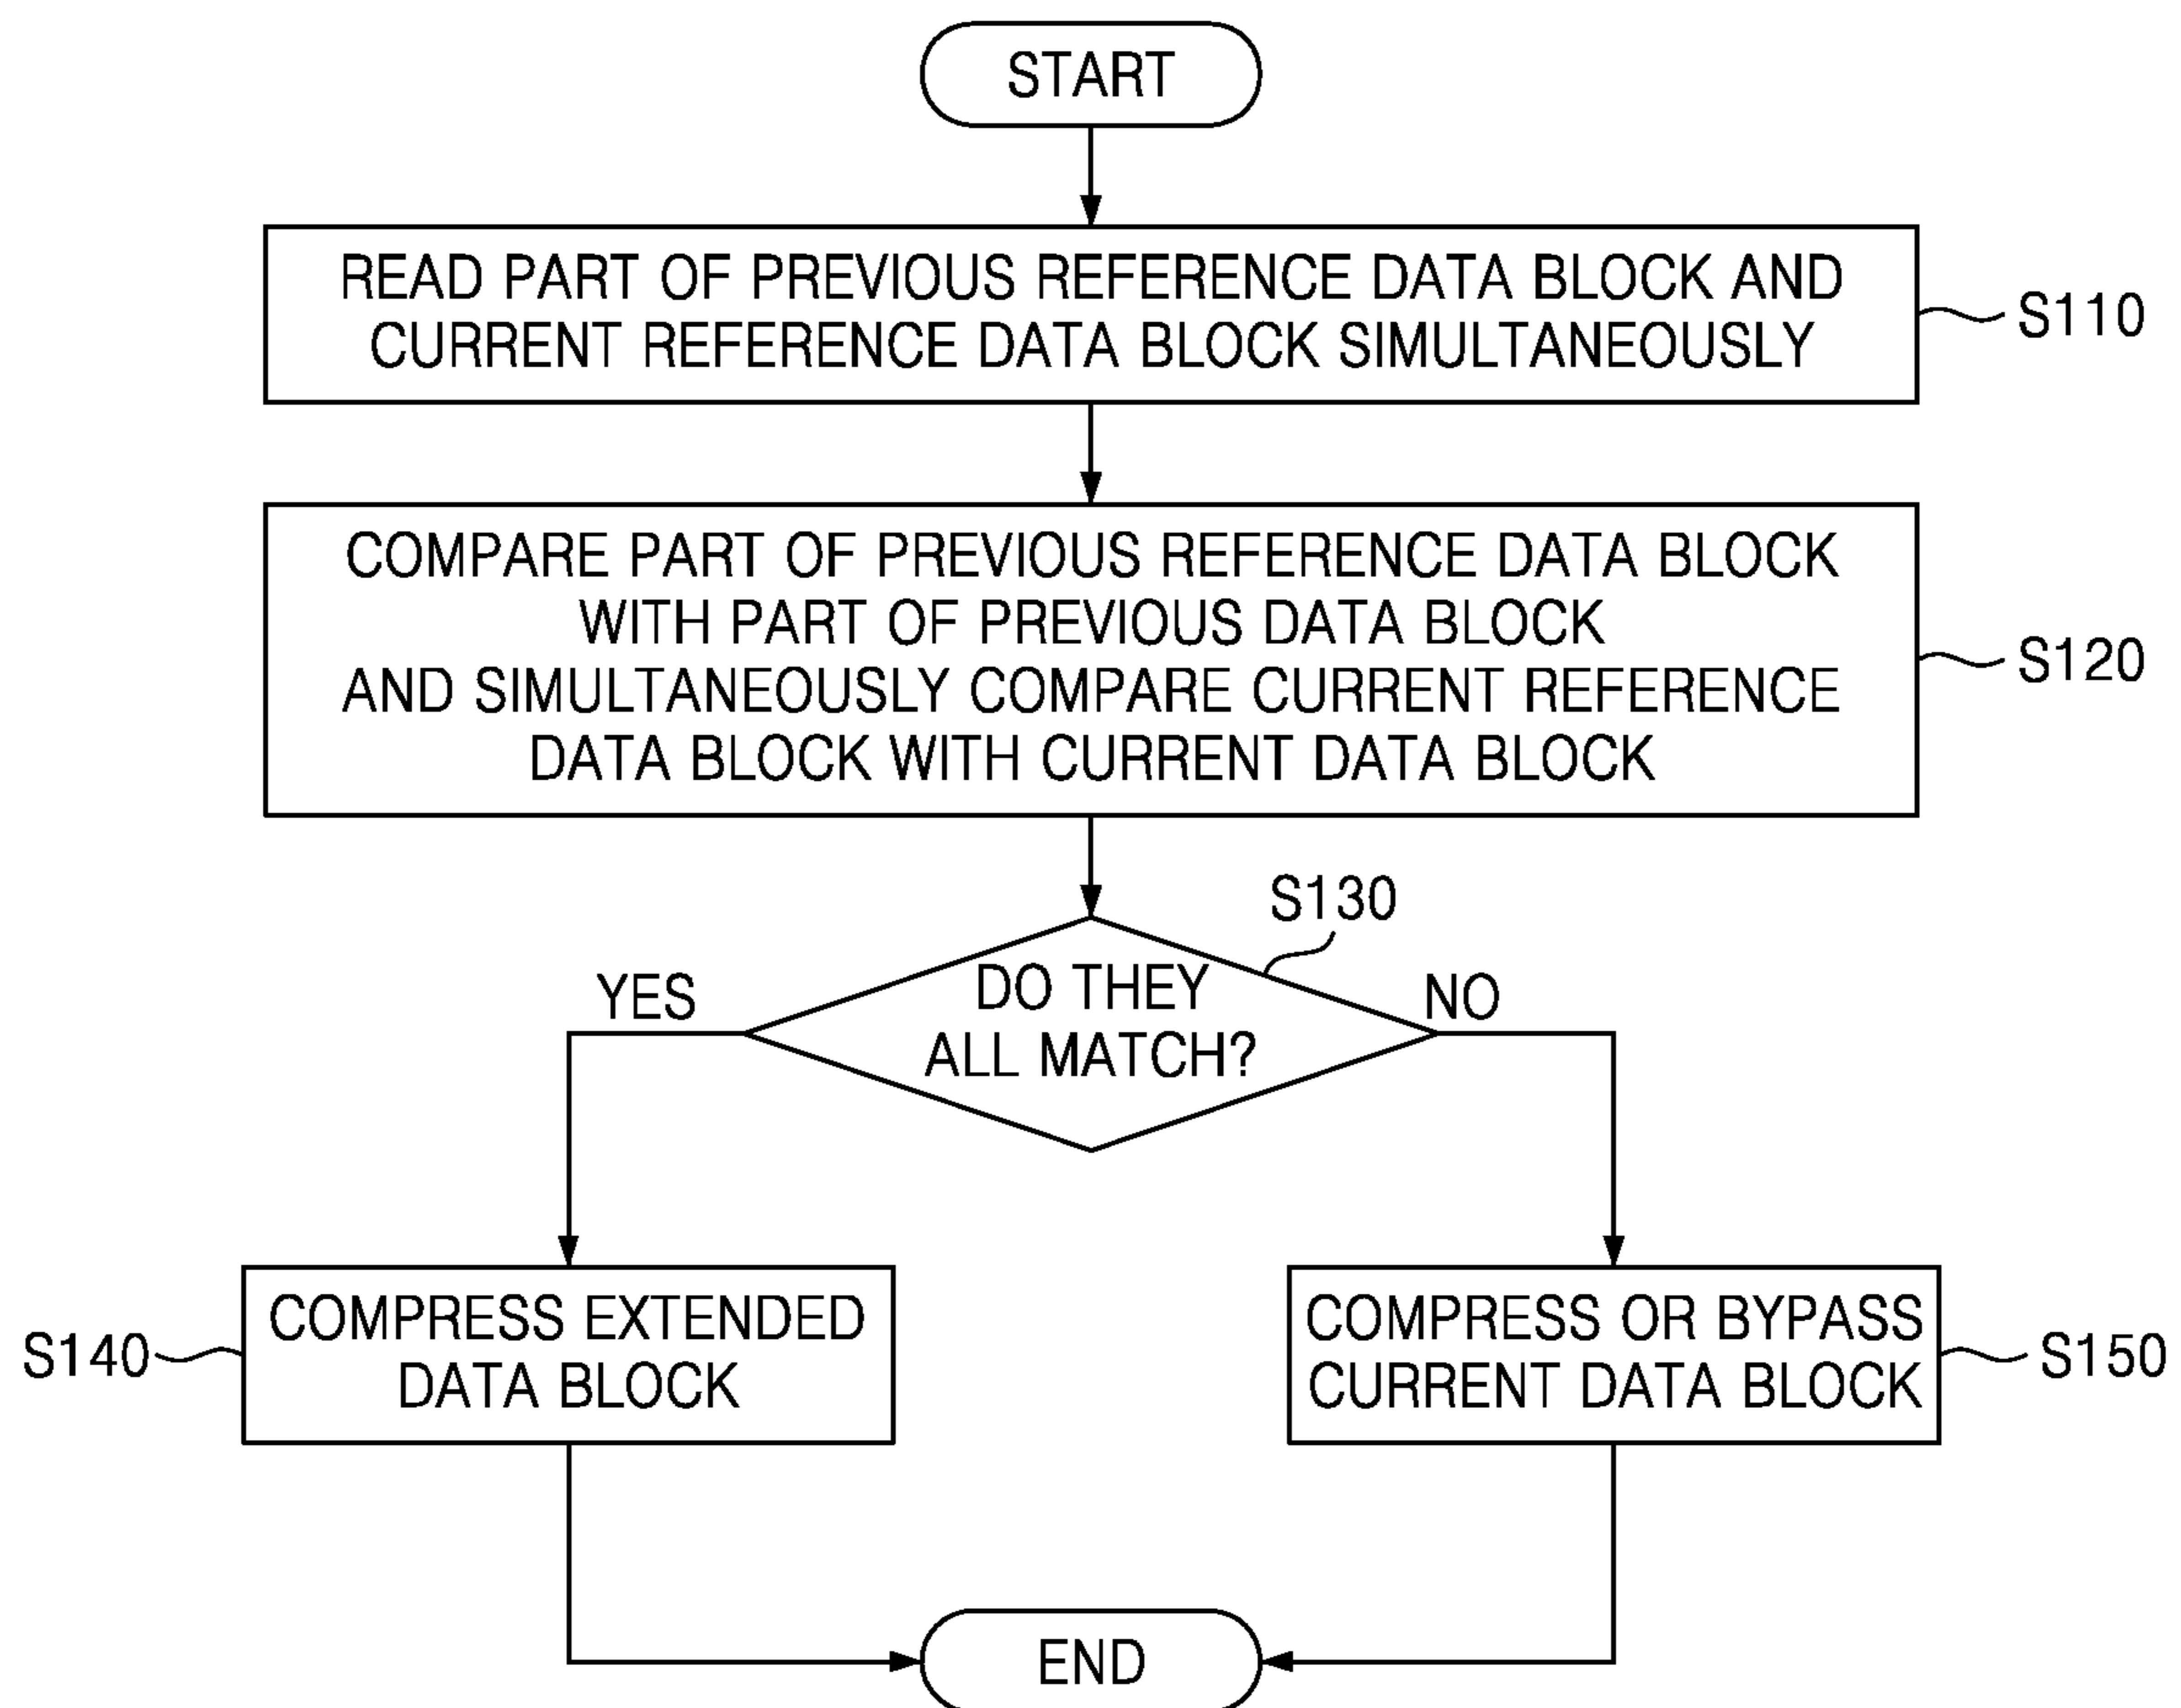 START
READ PART OF PREVIOUS REFERENCE DATA BLOCK AND
CURRENT REFERENCE DATA BLOCK SIMULTANEOUSLY
S110
COMPARE PART OF PREVIOUS REFERENCE DATA BLOCK
WITH PART OF PREVIOUS DATA BLOCK
AND SIMULTANEOUSLY COMPARE CURRENT REFERENCE
DATA BLOCK WITH CURRENT DATA BLOCK
S120
S130
DO THEY
ALL MATCH?
YES
NO
COMPRESS EXTENDED
DATA BLOCK
S140
COMPRESS OR BYPASS
CURRENT DATA BLOCK
S150
END